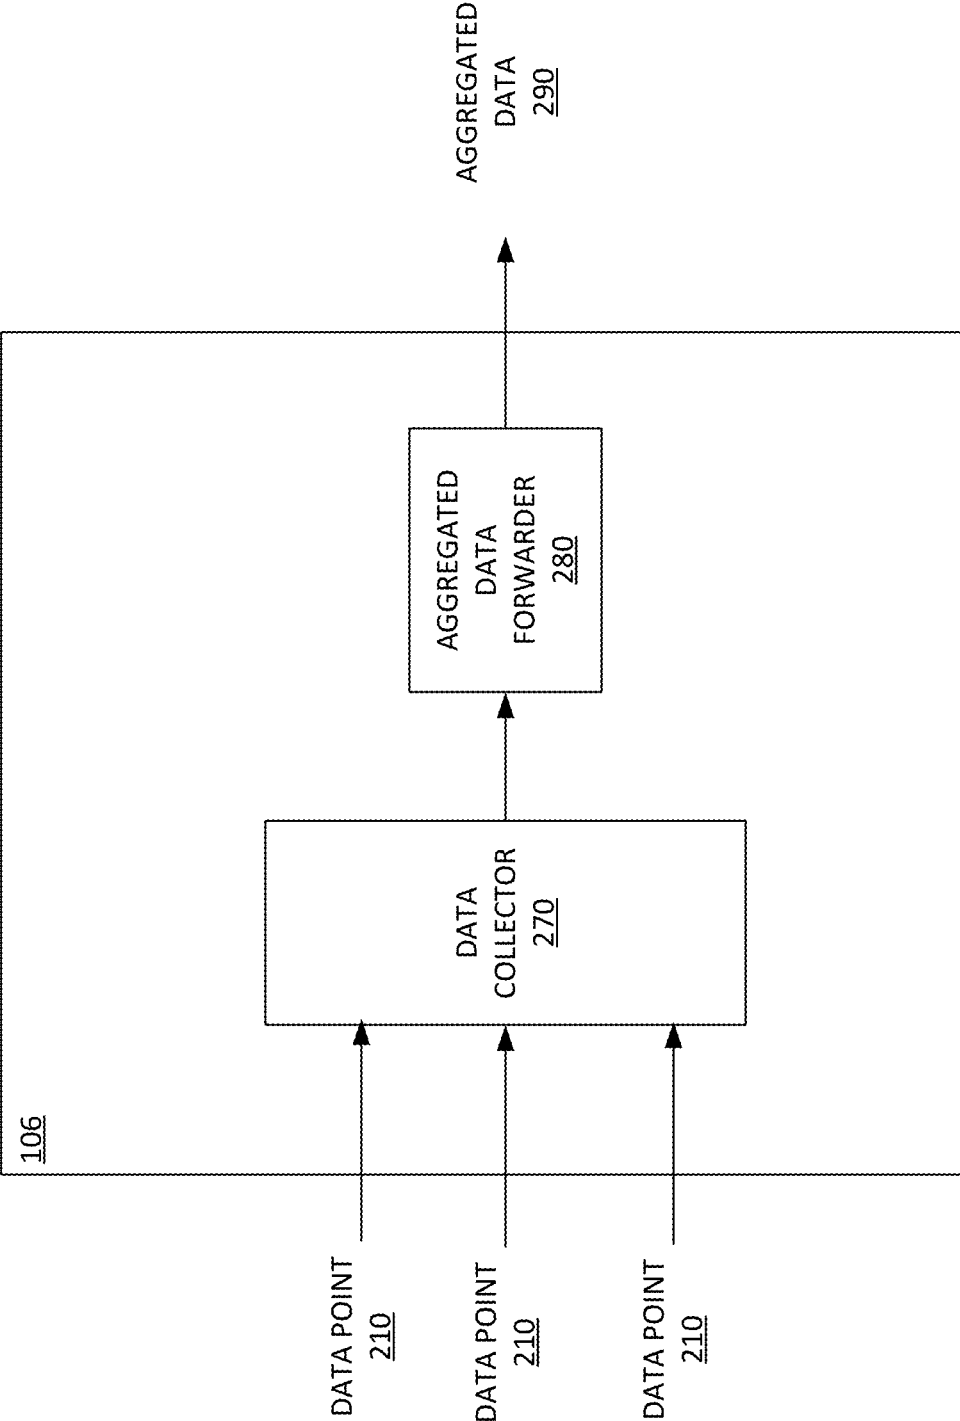 106
DATA POINT
210
DATA POINT
210
DATA POINT
210
DATA
COLLECTOR
270
AGGREGATED
DATA
FORWARDER
280
AGGREGATED
DATA
290